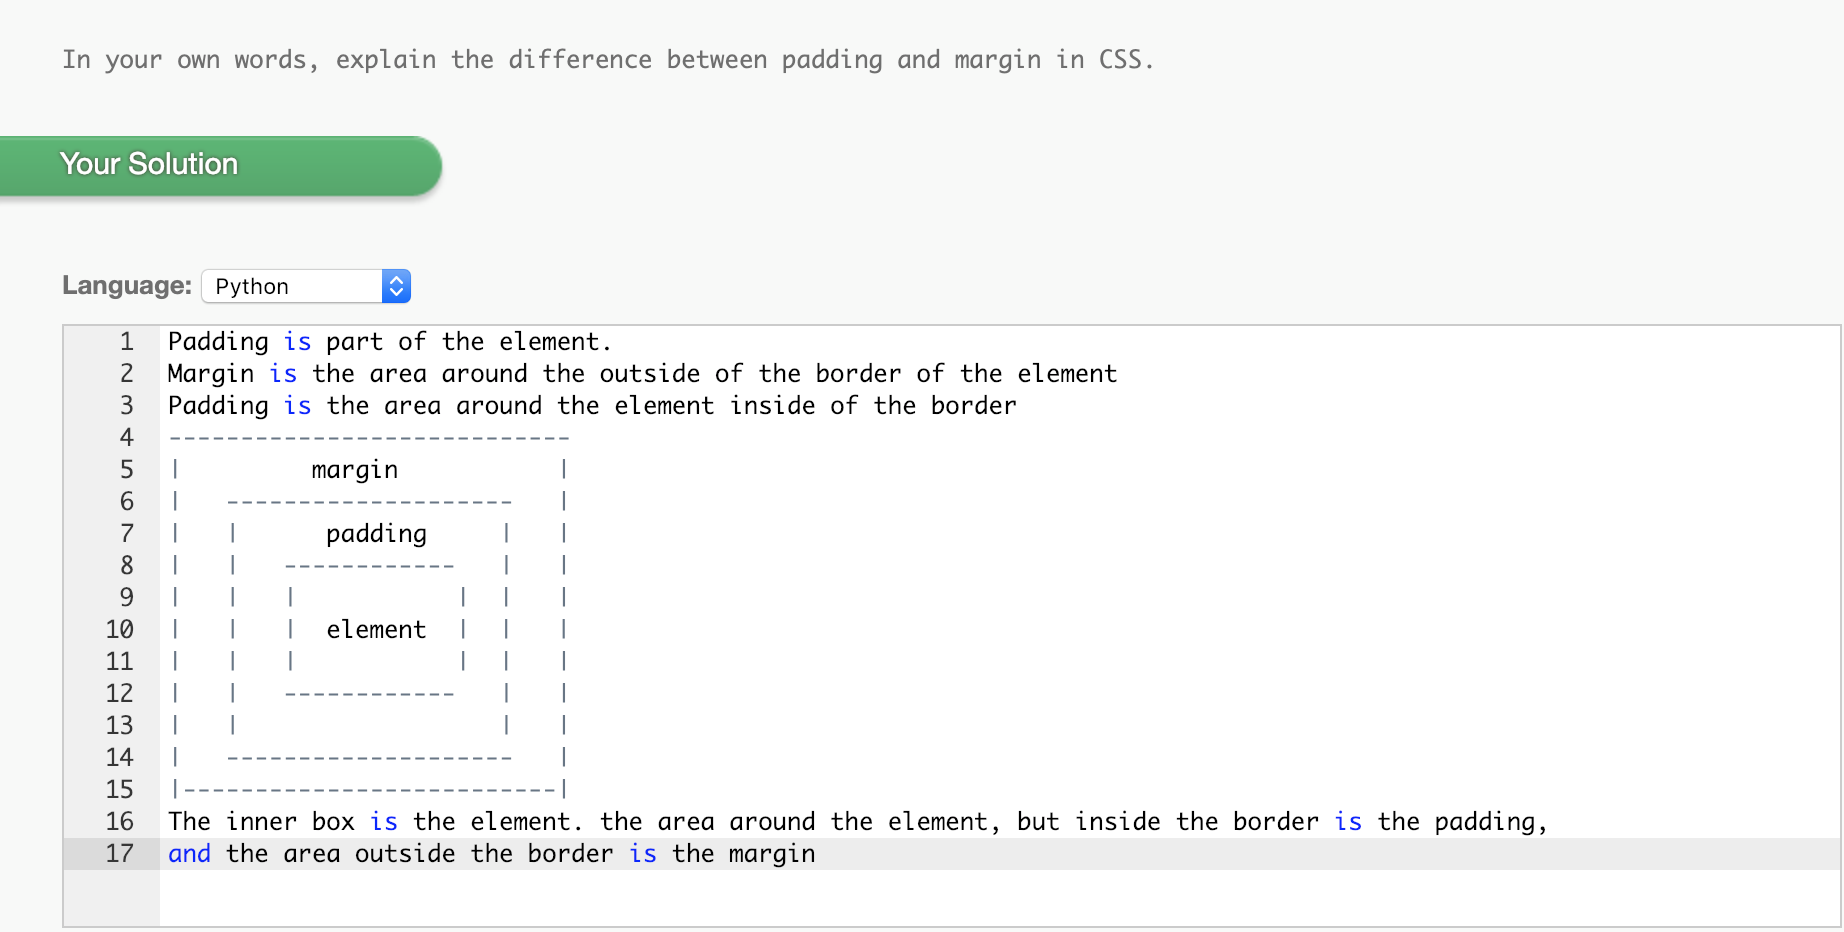 In your own words, explain the difference between padding and margin in CSS.
Your Solution
Language: Python
1 Padding is part of the element.
2 Margin is the area around the outside of the border of the element
3 Padding is the area around the element inside of the border
4 ----------------------------
5 |         margin           |
6 |   --------------------   |
7 |   |      padding     |   |
8 |   |   ------------   |   |
9 |   |   |           |  |   |
10 |   |   |  element  |  |   |
11 |   |   |           |  |   |
12 |   |   ------------   |   |
13 |   |                  |   |
14 |   --------------------   |
15 |--------------------------|
16 The inner box is the element. the area around the element, but inside the border is the padding,
17 and the area outside the border is the margin